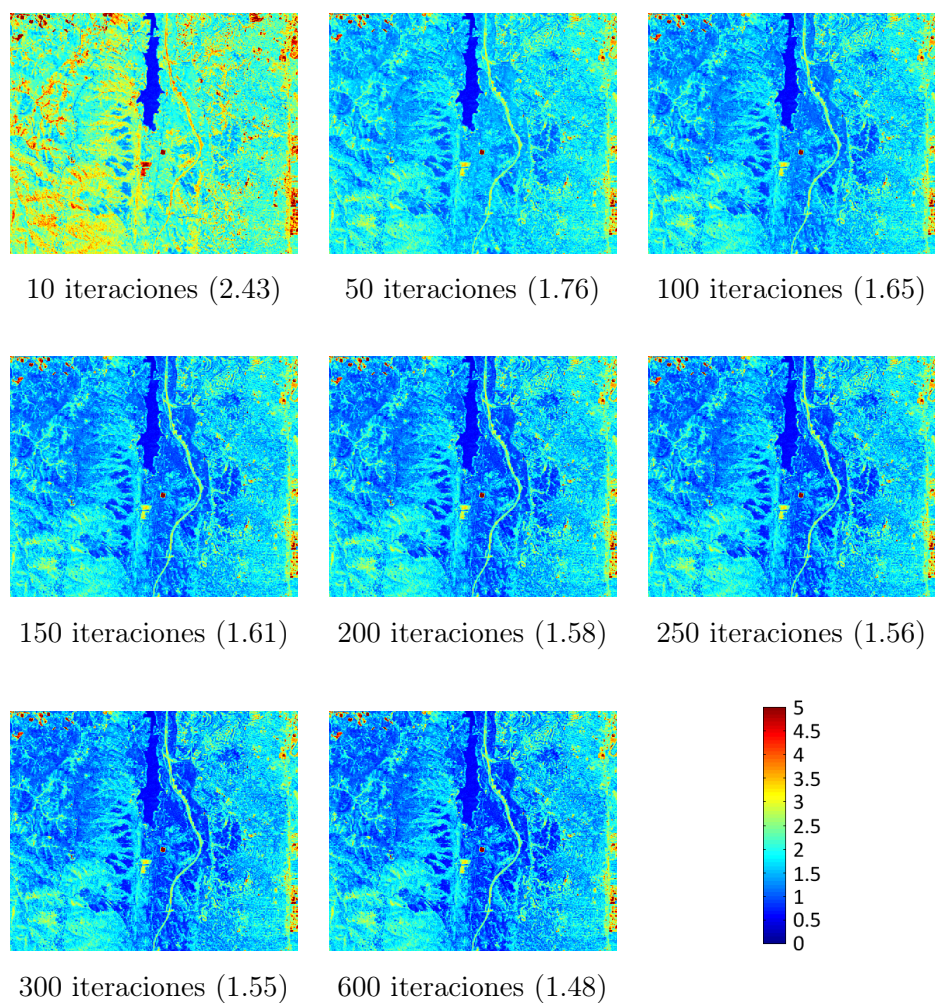 10 iteraciones (2.43)
50 iteraciones (1.76)
100 iteraciones (1.65)
150 iteraciones (1.61)
200 iteraciones (1.58)
250 iteraciones (1.56)
5
4.5
4
3.5
3
2.5
2
1.5
1
0.5
0
300 iteraciones (1.55)
600 iteraciones (1.48)